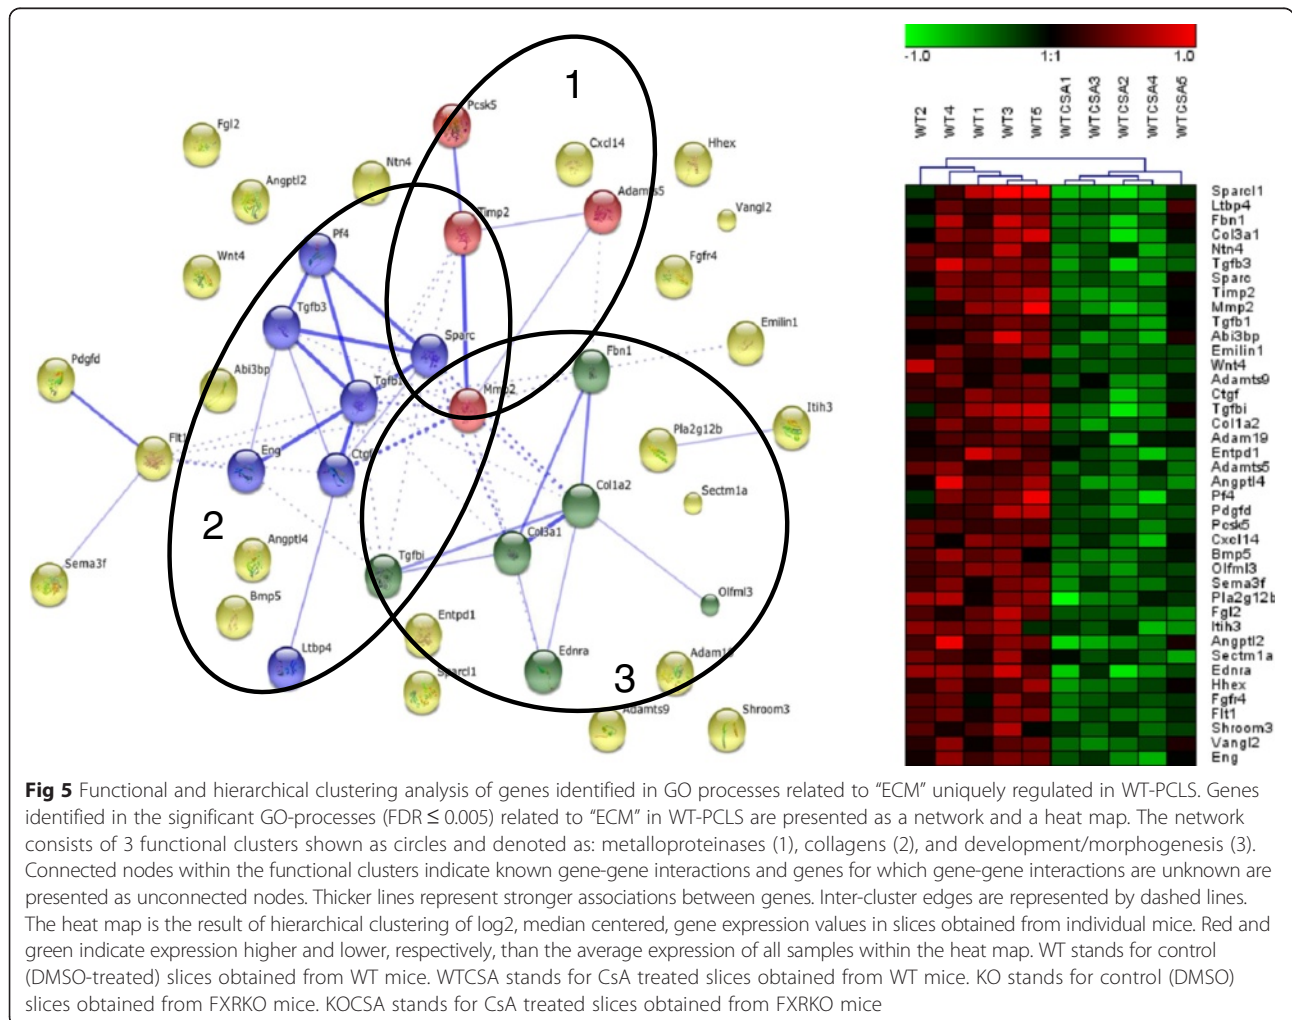 1
Pcsk5
Fgl2
Cxcl14
Hhex
Ntn4
Angptl2
Adamts5
Timp2
Vangl2
Pf4
Wnt4
Fgfr4
Tgfb3
Emilin1
Sparc
Fbn1
Pdgfd
Abi3bp
Mmp2
Itih3
Flt1
Pla2g12b
Eng
Ctgf
Sectm1a
Col1a2
2
Col3a1
Angptl4
Tgfbi
Sema3f
Olfml3
Bmp5
Entpd1
Ltbp4
Ednra
Sparcl1
3
Adamts9
Shroom3
-1.0 1:1 1.0
WT2 WT4 WT1 WT3 WT5 WTCSA1 WTCSA3 WTCSA2 WTCSA4 WTCSA5
Sparcl1
Ltbp4
Fbn1
Col3a1
Ntn4
Tgfb3
Sparc
Timp2
Mmp2
Tgfb1
Abi3bp
Emilin1
Wnt4
Adamts9
Ctgf
Tgfbi
Col1a2
Adam19
Entpd1
Adamts5
Angptl4
Pf4
Pdgfd
Pcsk5
Cxcl14
Bmp5
Olfml3
Sema3f
Pla2g12b
Fgl2
Itih3
Angptl2
Sectm1a
Ednra
Hhex
Fgfr4
Flt1
Shroom3
Vangl2
Eng
Fig 5 Functional and hierarchical clustering analysis of genes identified in GO processes related to “ECM” uniquely regulated in WT-PCLS. Genes
identified in the significant GO-processes (FDR ≤ 0.005) related to “ECM” in WT-PCLS are presented as a network and a heat map. The network
consists of 3 functional clusters shown as circles and denoted as: metalloproteinases (1), collagens (2), and development/morphogenesis (3).
Connected nodes within the functional clusters indicate known gene-gene interactions and genes for which gene-gene interactions are unknown are
presented as unconnected nodes. Thicker lines represent stronger associations between genes. Inter-cluster edges are represented by dashed lines.
The heat map is the result of hierarchical clustering of log2, median centered, gene expression values in slices obtained from individual mice. Red and
green indicate expression higher and lower, respectively, than the average expression of all samples within the heat map. WT stands for control
(DMSO-treated) slices obtained from WT mice. WTCSA stands for CsA treated slices obtained from WT mice. KO stands for control (DMSO)
slices obtained from FXRKO mice. KOCSA stands for CsA treated slices obtained from FXRKO mice